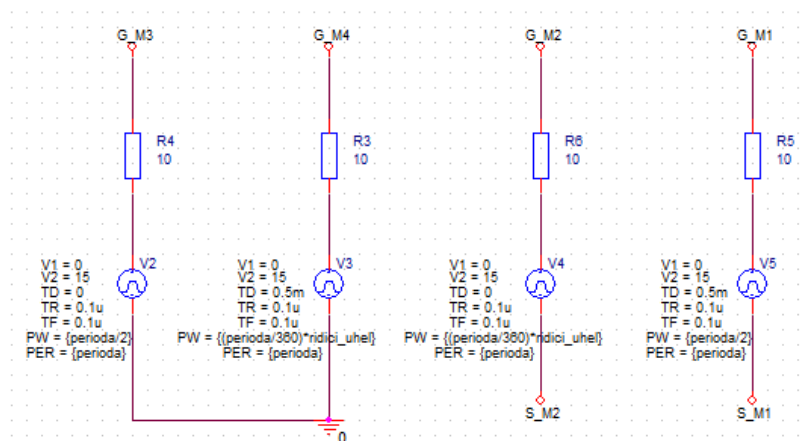 G_M3
G_M4
G_M2
G_M1
R4
10
R3
10
R6
10
R5
10
V2
V1 = 0
V2 = 15
TD = 0
TR = 0.1u
TF = 0.1u
PW = {perioda/2}
PER = {perioda}
V3
V1 = 0
V2 = 15
TD = 0.5m
TR = 0.1u
TF = 0.1u
PW = {(perioda/360)*ridici_uhel}
PER = {perioda}
V4
V1 = 0
V2 = 15
TD = 0
TR = 0.1u
TF = 0.1u
PW = {(perioda/360)*ridici_uhel}
PER = {perioda}
V5
V1 = 0
V2 = 15
TD = 0.5m
TR = 0.1u
TF = 0.1u
PW = {perioda/2}
PER = {perioda}
S_M2
S_M1
0